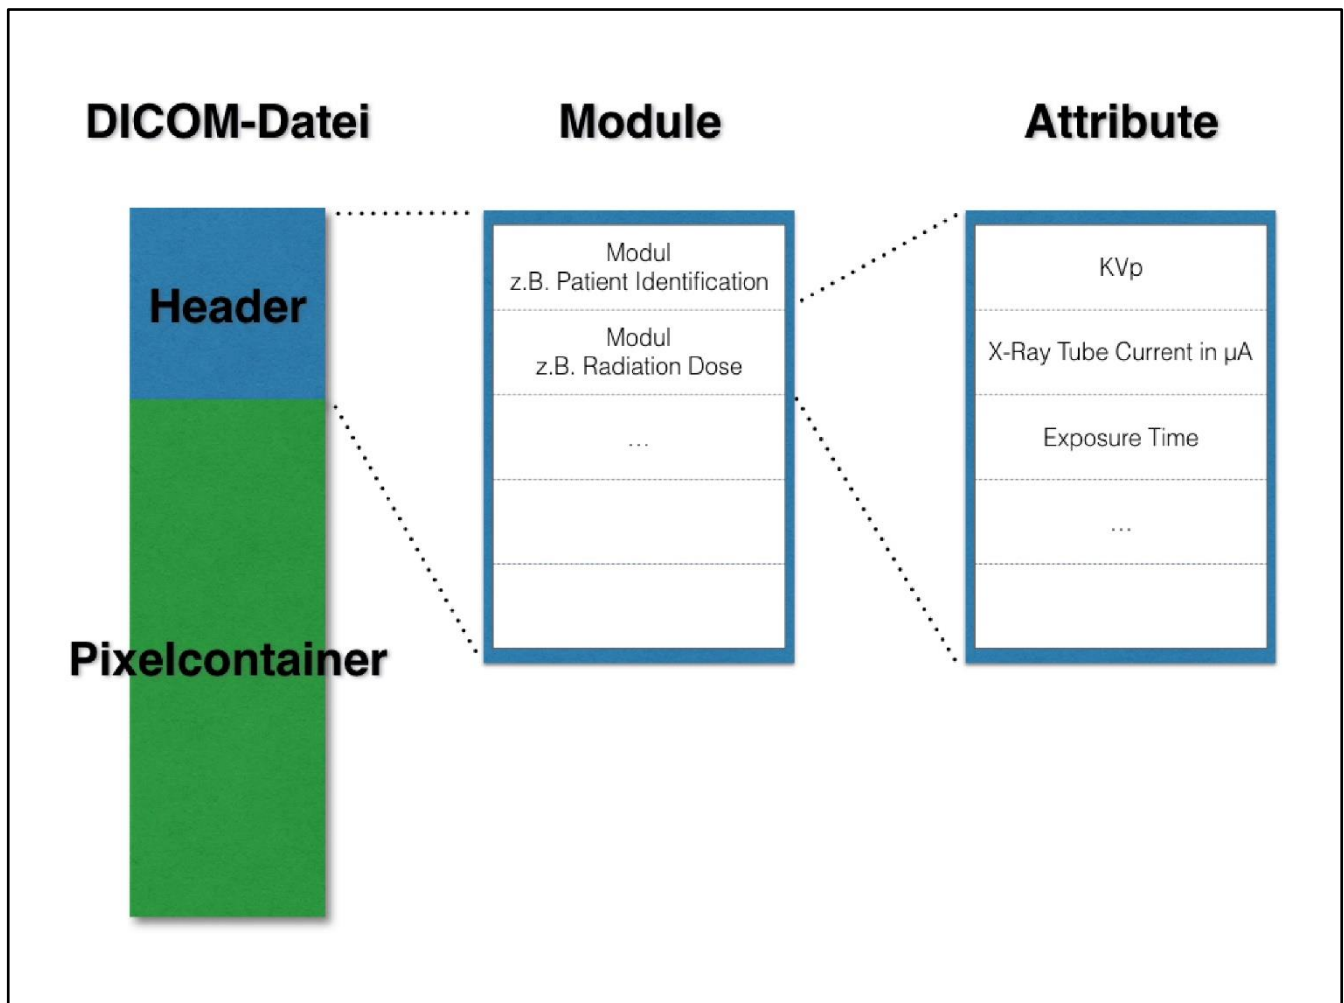 DICOM-Datei
Module
Attribute
Header
Pixelcontainer
Modul
z.B. Patient Identification
Modul
z.B. Radiation Dose
...
KVp
X-Ray Tube Current in µA
Exposure Time
...